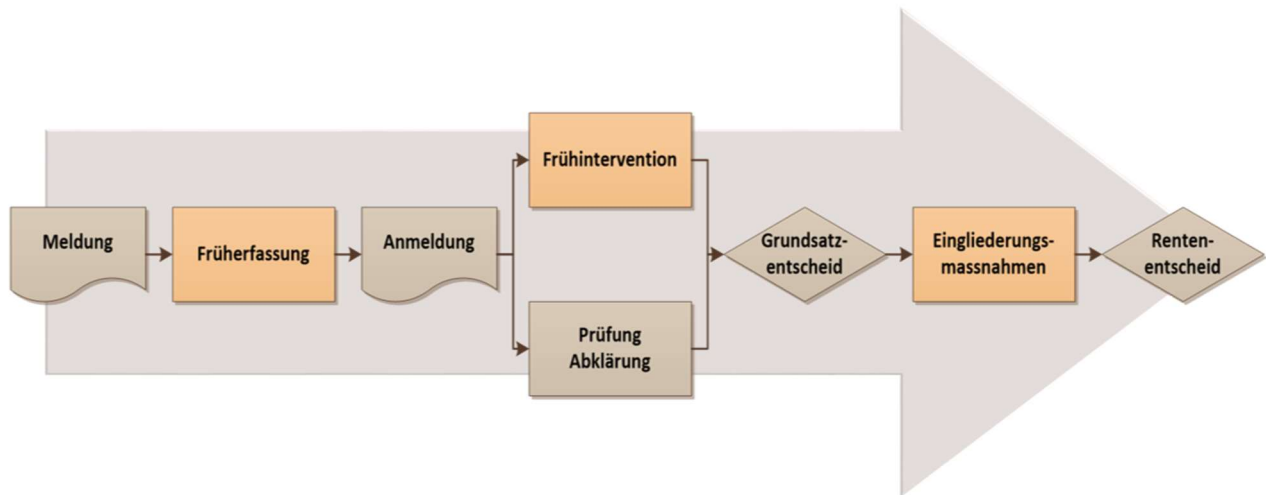 Meldung
Früherfassung
Anmeldung
Frühintervention
Prüfung
Abklärung
Grundsatz-
entscheid
Eingliederungs-
massnahmen
Renten-
entscheid